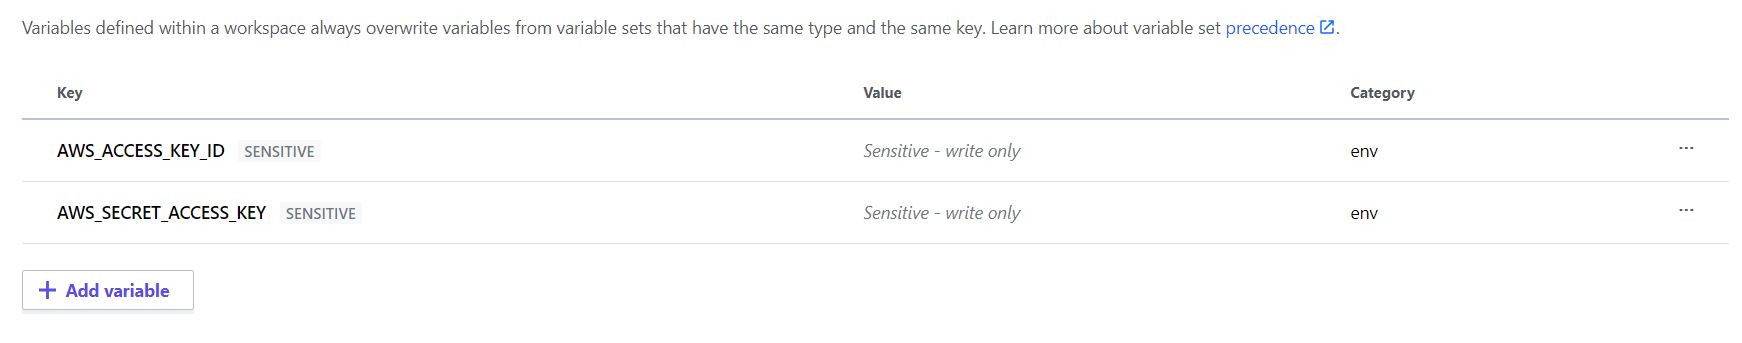 Variables defined within a workspace always overwrite variables from variable sets that have the same type and the same key. Learn more about variable set precedence.
Key Value Category
AWS_ACCESS_KEY_ID SENSITIVE Sensitive - write only env ...
AWS_SECRET_ACCESS_KEY SENSITIVE Sensitive - write only env ...
+ Add variable